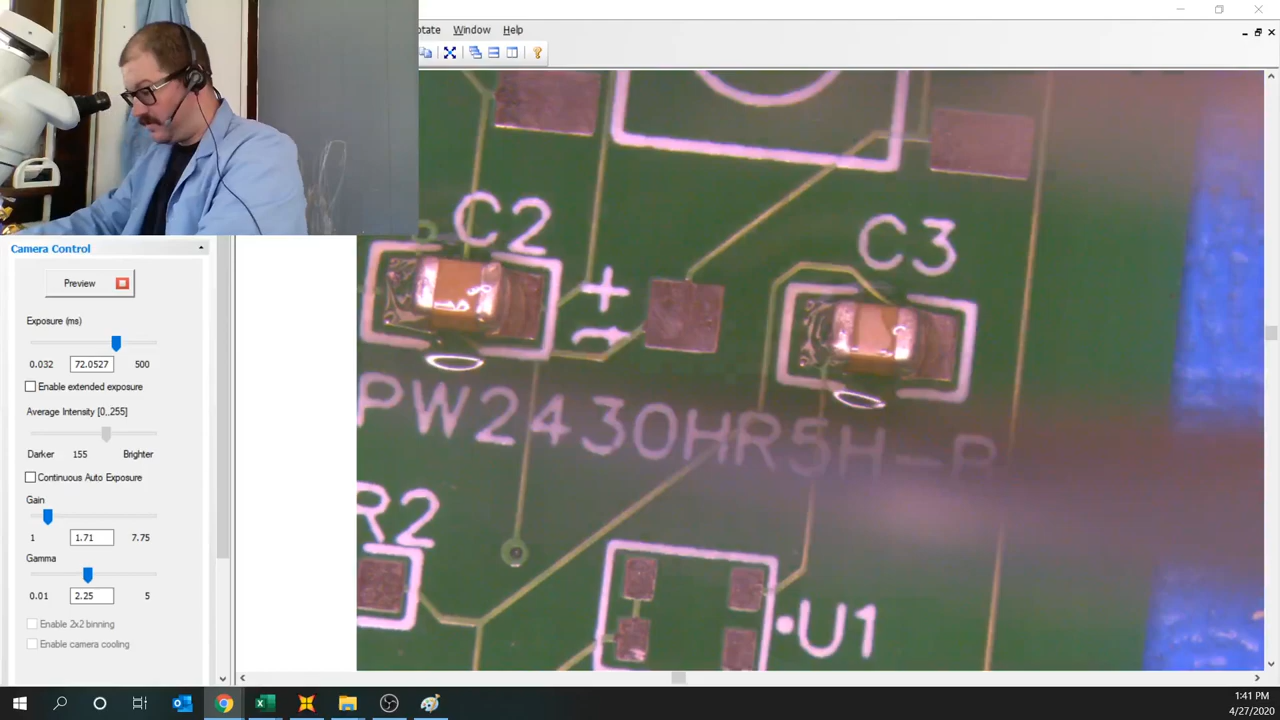 otate Window Help
Camera Control
Preview
Exposure (ms)
0.032 72.0527 500
Enable extended exposure
Average Intensity [0,,255]
Darker 155 Brighter
Continuous Auto Exposure
Gain
1 1.71 7.75
Gamma
0.01 2.25 5
Enable 2x2 binning
Enable camera cooling
C2
C3
+
PW2430HR5H-B
R2
U1
1:41 PM
4/27/2020